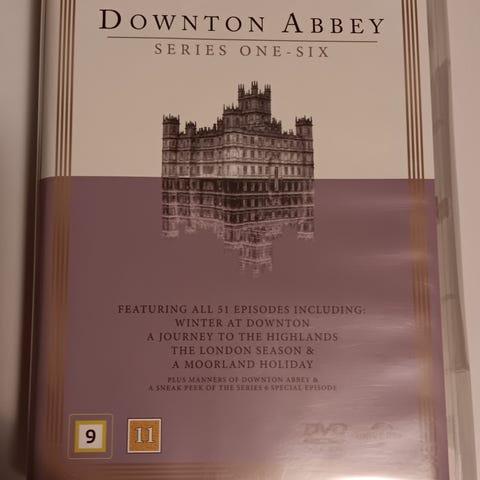 DOWNTON ABBEY
SERIES ONE-SIX
FEATURING ALL 51 EPISODES INCLUDING:
WINTER AT DOWNTON
A JOURNEY TO THE HIGHLANDS
THE LONDON SEASON &
A MOORLAND HOLIDAY
PLUS MANNERS OF DOWNTON ABBEY &
A SNEAK PEEK OF THE SERIES 6 SPECIAL EPISODE
9
11
DVD